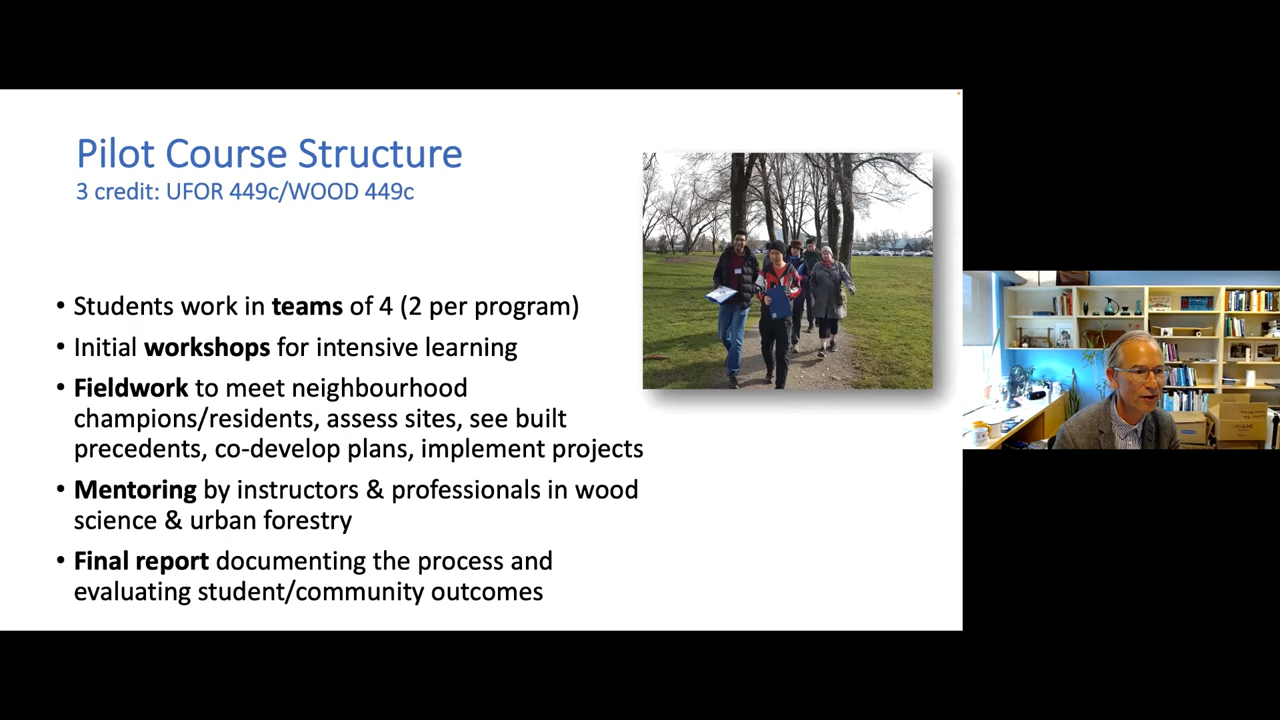 Pilot Course Structure
3 credit: UFOR 449c/WOOD 449c
• Students work in teams of 4 (2 per program)
• Initial workshops for intensive learning
• Fieldwork to meet neighbourhood
champions/residents, assess sites, see built
precedents, co-develop plans, implement projects
• Mentoring by instructors & professionals in wood
science & urban forestry
• Final report documenting the process and
evaluating student/community outcomes